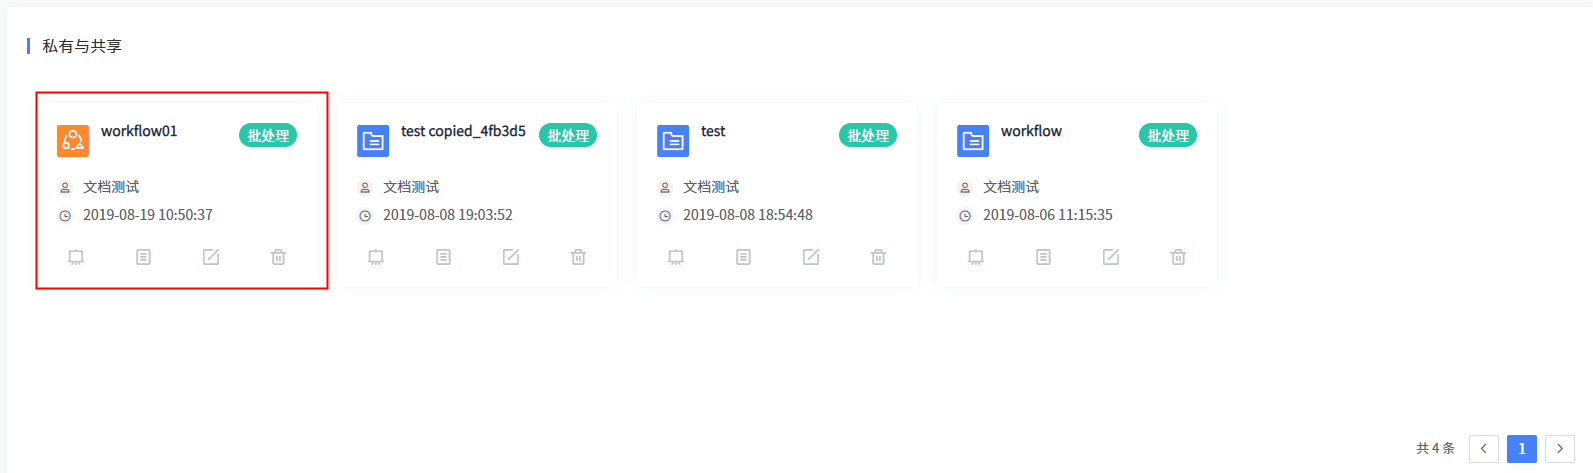 私有与共享
workflow01
批处理
文档测试
2019-08-19 10:50:37
test copied_4fb3d5
批处理
文档测试
2019-08-08 19:03:52
test
批处理
文档测试
2019-08-08 18:54:48
workflow
批处理
文档测试
2019-08-06 11:15:35
共 4 条
1